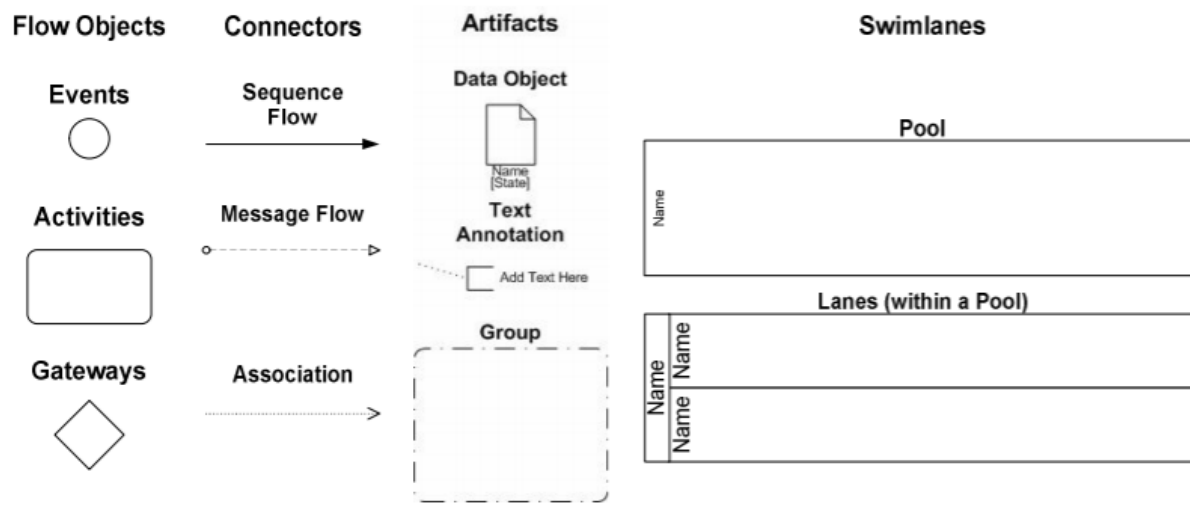 Flow Objects
Events
Activities
Gateways
Connectors
Sequence
Flow
Message Flow
Association
Artifacts
Data Object
Name
[State]
Text
Annotation
Add Text Here
Group
Swimlanes
Pool
Name
Lanes (within a Pool)
Name
Name
Name